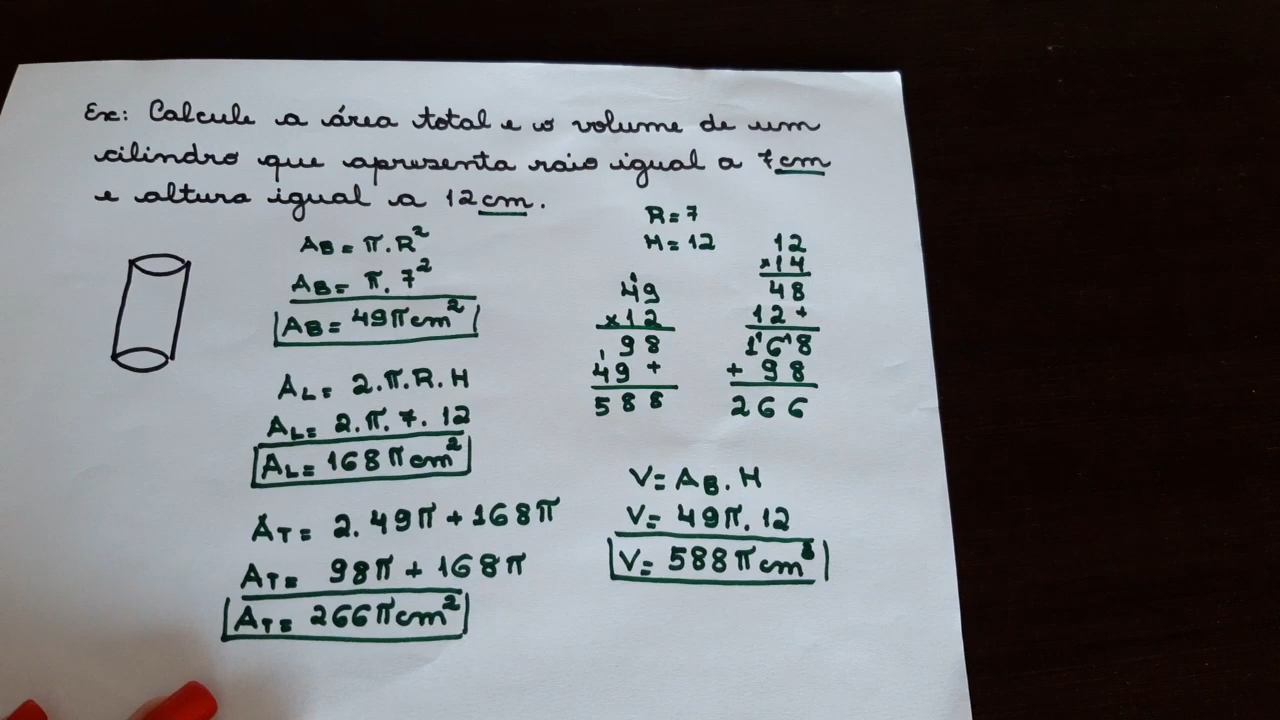 Ex: Calcule a área total e o volume de um
cilindro que apresenta raio igual a 7cm
e altura igual a 12cm.
AB = π.R²
AB = π.7²
AB = 49πcm²
AL = 2.π.R.H
AL = 2.π.7.12
AL = 168πcm²
AT = 2.49π + 168π
AT = 98π + 168π
AT = 266πcm²
R = 7
H = 12
49
x12
98
49+
588
12
x14
48
12+
168
+ 98
266
V = AB.H
V = 49π.12
V = 588πcm³